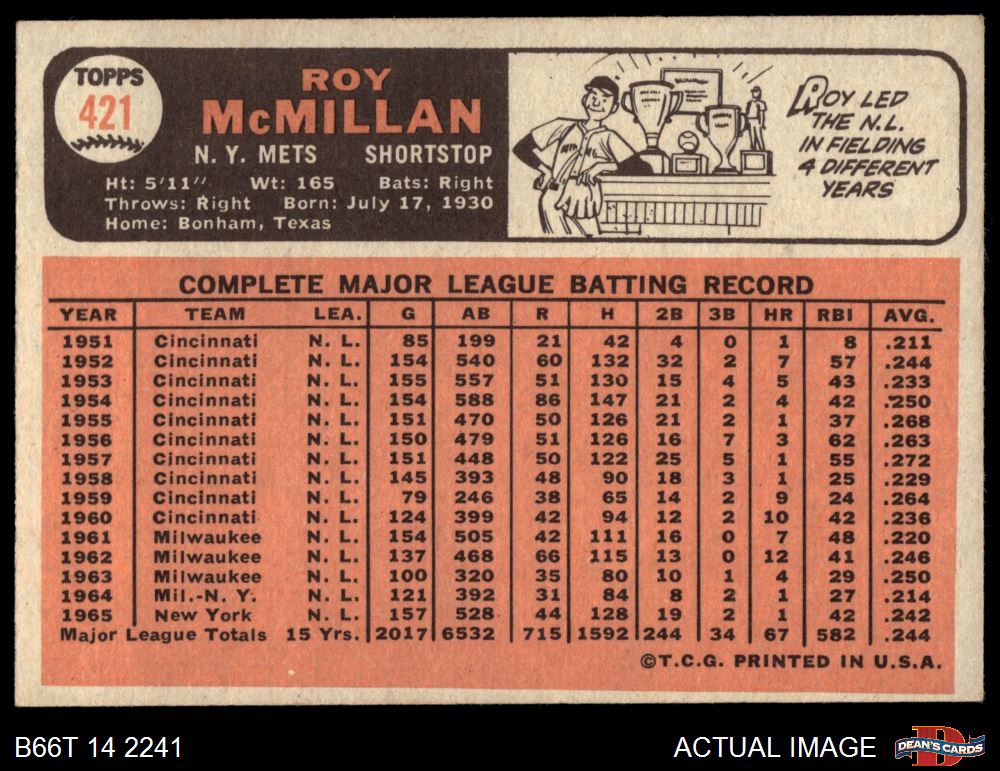 TOPPS
421
ROY
McMILLAN
N. Y. METS SHORTSTOP
Ht: 5'11" Wt: 165 Bats: Right
Throws: Right Born: July 17, 1930
Home: Bonham, Texas
ROY LED
THE N.L.
IN FIELDING
4 DIFFERENT
YEARS
COMPLETE MAJOR LEAGUE BATTING RECORD
YEAR TEAM LEA. G AB R H 2B 3B HR RBI AVG.
1951 Cincinnati N. L. 85 199 21 42 4 0 1 8 .211
1952 Cincinnati N. L. 154 540 60 132 32 2 7 57 .244
1953 Cincinnati N. L. 155 557 51 130 15 4 5 43 .233
1954 Cincinnati N. L. 154 588 86 147 21 2 4 42 .250
1955 Cincinnati N. L. 151 470 50 126 21 2 1 37 .268
1956 Cincinnati N. L. 150 479 51 126 16 7 3 62 .263
1957 Cincinnati N. L. 151 448 50 122 25 5 1 55 .272
1958 Cincinnati N. L. 145 393 48 90 18 3 1 25 .229
1959 Cincinnati N. L. 79 246 38 65 14 2 9 24 .264
1960 Cincinnati N. L. 124 399 42 94 12 2 10 42 .236
1961 Milwaukee N. L. 154 505 42 111 16 0 7 48 .220
1962 Milwaukee N. L. 137 468 66 115 13 0 12 41 .246
1963 Milwaukee N. L. 100 320 35 80 10 1 4 29 .250
1964 Mil.-N. Y. N. L. 121 392 31 84 8 2 1 27 .214
1965 New York N. L. 157 528 44 128 19 2 1 42 .242
Major League Totals 15 Yrs. 2017 6532 715 1592 244 34 67 582 .244
©T.C.G. PRINTED IN U.S.A.
B66T 14 2241 ACTUAL IMAGE DEAN'S CARDS